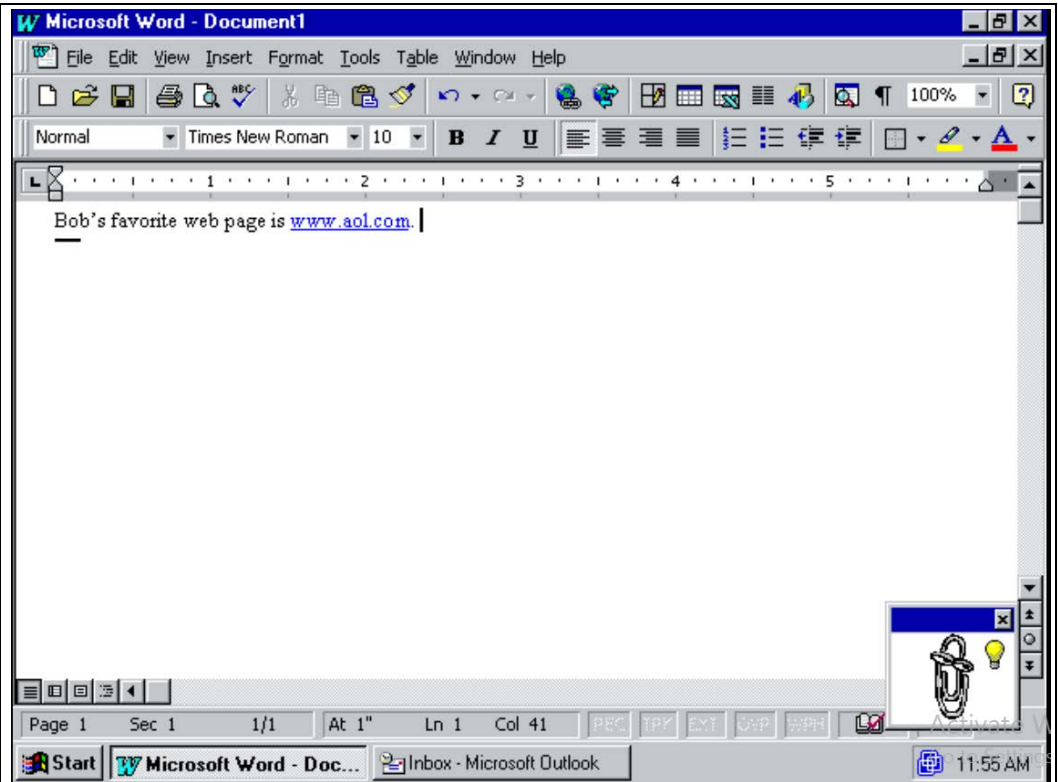 Microsoft Word - Document1
File Edit View Insert Format Tools Table Window Help
ABC 100%
Normal Times New Roman 10 B I U A
1 2 3 4 5
Bob's favorite web page is www.aol.com.
Page 1 Sec 1 1/1 At 1" Ln 1 Col 41 REC TRK EXT OVR WPH
Activate W
Start Microsoft Word - Doc... Inbox - Microsoft Outlook 11:55 AM